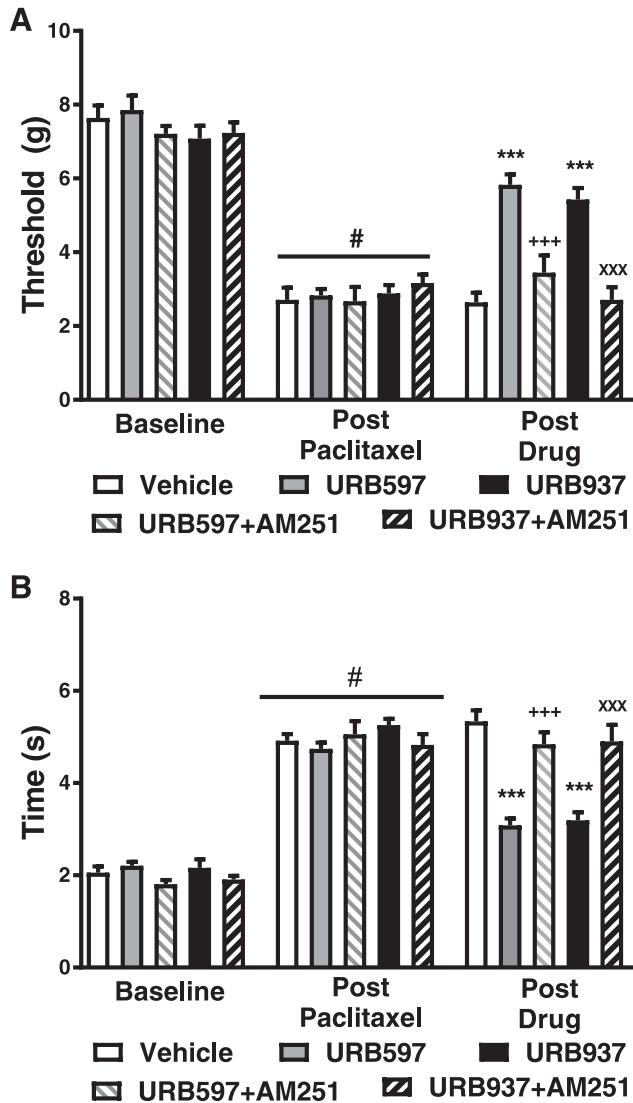 A
10
8
6
4
2
0
Threshold (g)
#
***
+++
***
xxx
Baseline
Post
Paclitaxel
Post
Drug
Vehicle URB597 URB937
URB597+AM251 URB937+AM251
B
8
6
4
2
0
Time (s)
#
***
+++
***
xxx
Baseline
Post
Paclitaxel
Post
Drug
Vehicle URB597 URB937
URB597+AM251 URB937+AM251